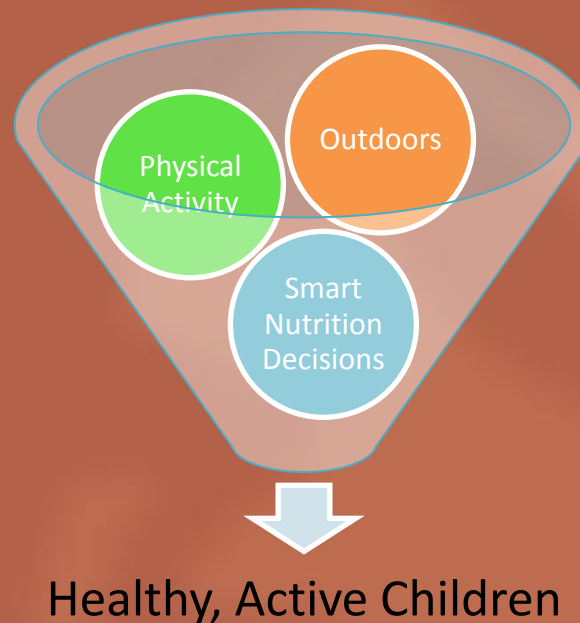 Outdoors
Physical
Activity
Smart
Nutrition
Decisions
Healthy, Active Children